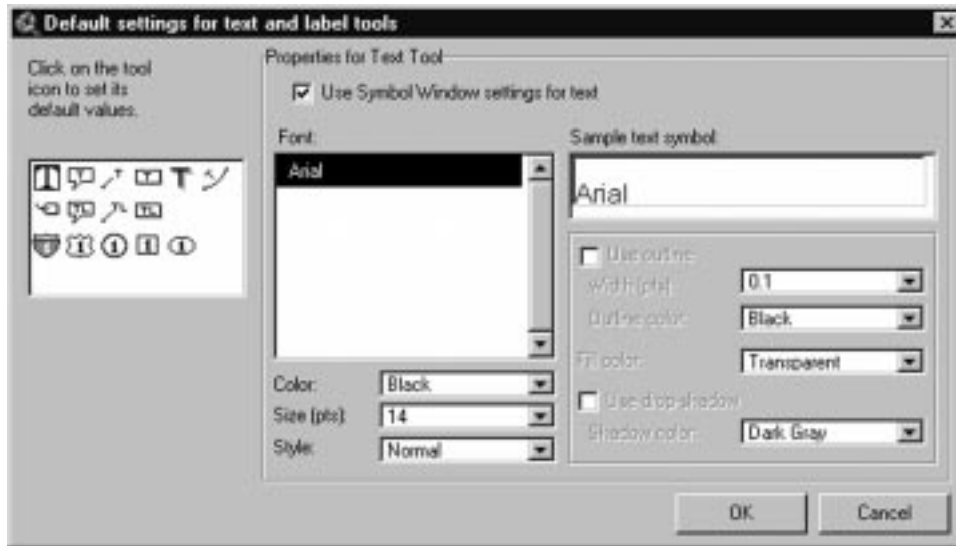 Default settings for text and label tools
Click on the tool
icon to set its
default values.
Properties for Text Tool
Use Symbol Window settings for text
Font:
Arial
Sample text symbol:
Arial
Use outline
Width (pts):
0.1
Outline color:
Black
Fill color:
Transparent
Use drop shadow
Shadow color:
Dark Gray
Color:
Black
Size (pts):
14
Style:
Normal
OK
Cancel